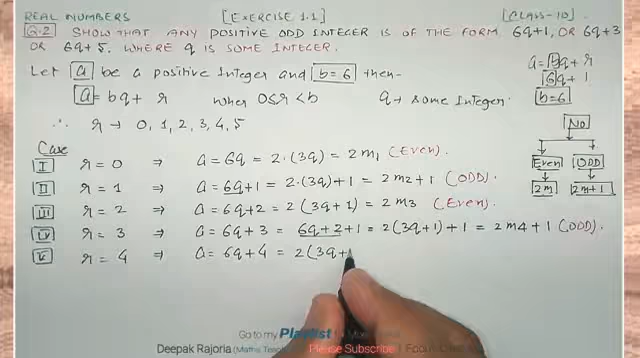 REAL NUMBERS [EXERCISE 1.1] [CLASS-10]
Q.2 SHOW THAT ANY POSITIVE ODD INTEGER IS OF THE FORM 6q+1, OR 6q+3
OR 6q+5. WHERE q IS SOME INTEGER.
a = bq + r
6q + 1
b=6
Let a be a positive Integer and b=6 then-
a = bq + r when 0≤r<b q → some Integer.
∴ r → 0, 1, 2, 3, 4, 5
NO
Even ODD
2m 2m+1
Case
I r = 0 ⇒ a = 6q = 2·(3q) = 2m1 (Even)
II r = 1 ⇒ a = 6q+1 = 2·(3q)+1 = 2m2+1 (ODD).
III r = 2 ⇒ a = 6q+2 = 2(3q+1) = 2m3 (Even)
IV r = 3 ⇒ a = 6q+3 = 6q+2+1 = 2(3q+1)+1 = 2m4+1 (ODD).
V r = 4 ⇒ a = 6q+4 = 2(3q+
Go to my Playlist
Deepak Rajoria (Maths Please Subscribe